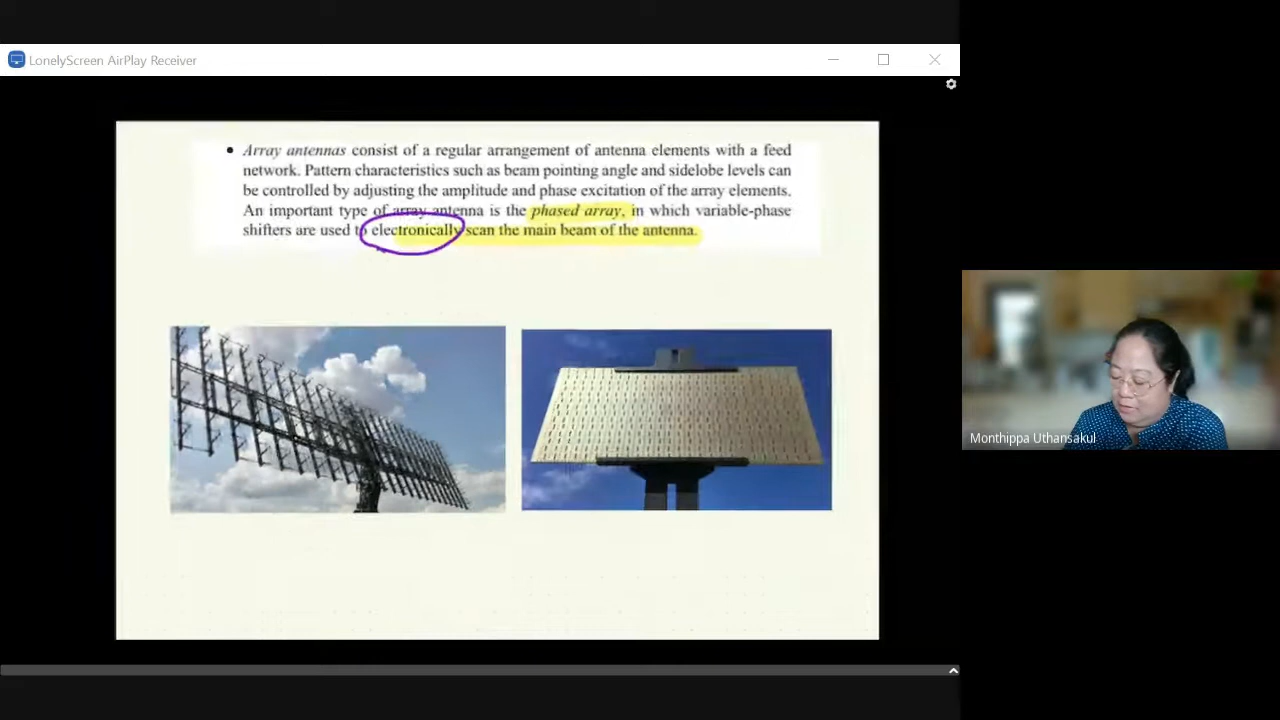 LonelyScreen AirPlay Receiver
• Array antennas consist of a regular arrangement of antenna elements with a feed
network. Pattern characteristics such as beam pointing angle and sidelobe levels can
be controlled by adjusting the amplitude and phase excitation of the array elements.
An important type of array antenna is the phased array, in which variable-phase
shifters are used to electronically scan the main beam of the antenna.
Monthippa Uthansakul